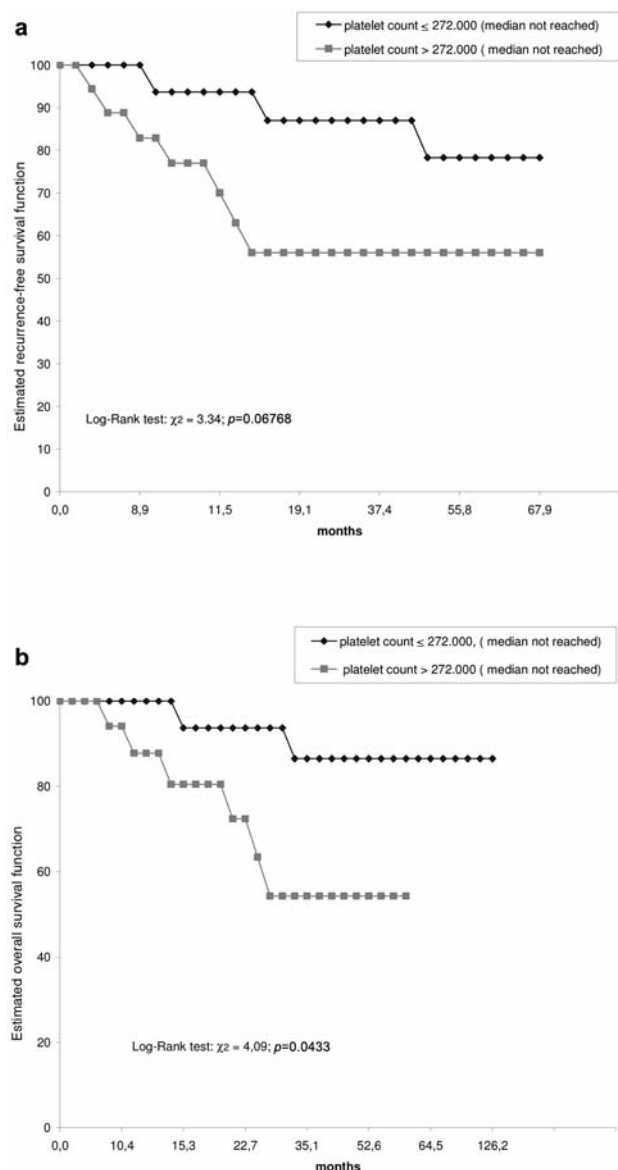 a
platelet count ≤ 272.000 (median not reached)
platelet count > 272.000 ( median not reached)
Estimated recurrence-free survival function
100
90
80
70
60
50
40
30
20
10
0
Log-Rank test: χ2 = 3.34; p=0.06768
0,0 8,9 11,5 19,1 37,4 55,8 67,9
months
b
platelet count ≤ 272.000, ( median not reached)
platelet count > 272.000 ( median not reached)
Estimated overall survival function
100
80
60
40
20
0
Log-Rank test: χ2 = 4,09; p=0.0433
0,0 10,4 15,3 22,7 35,1 52,6 64,5 126,2
months